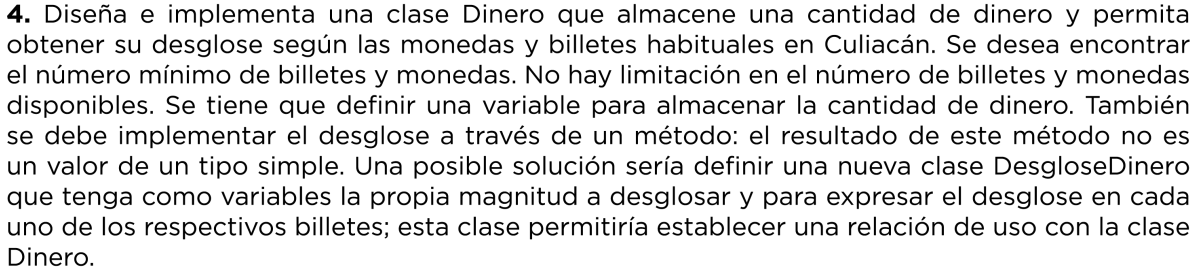 4. Diseña e implementa una clase Dinero que almacene una cantidad de dinero y permita
obtener su desglose según las monedas y billetes habituales en Culiacán. Se desea encontrar
el número mínimo de billetes y monedas. No hay limitación en el número de billetes y monedas
disponibles. Se tiene que definir una variable para almacenar la cantidad de dinero. También
se debe implementar el desglose a través de un método: el resultado de este método no es
un valor de un tipo simple. Una posible solución sería definir una nueva clase DesgloseDinero
que tenga como variables la propia magnitud a desglosar y para expresar el desglose en cada
uno de los respectivos billetes; esta clase permitiría establecer una relación de uso con la clase
Dinero.